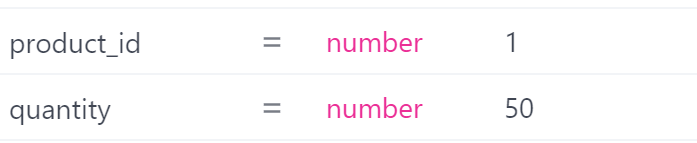 product_id = number 1
quantity = number 50